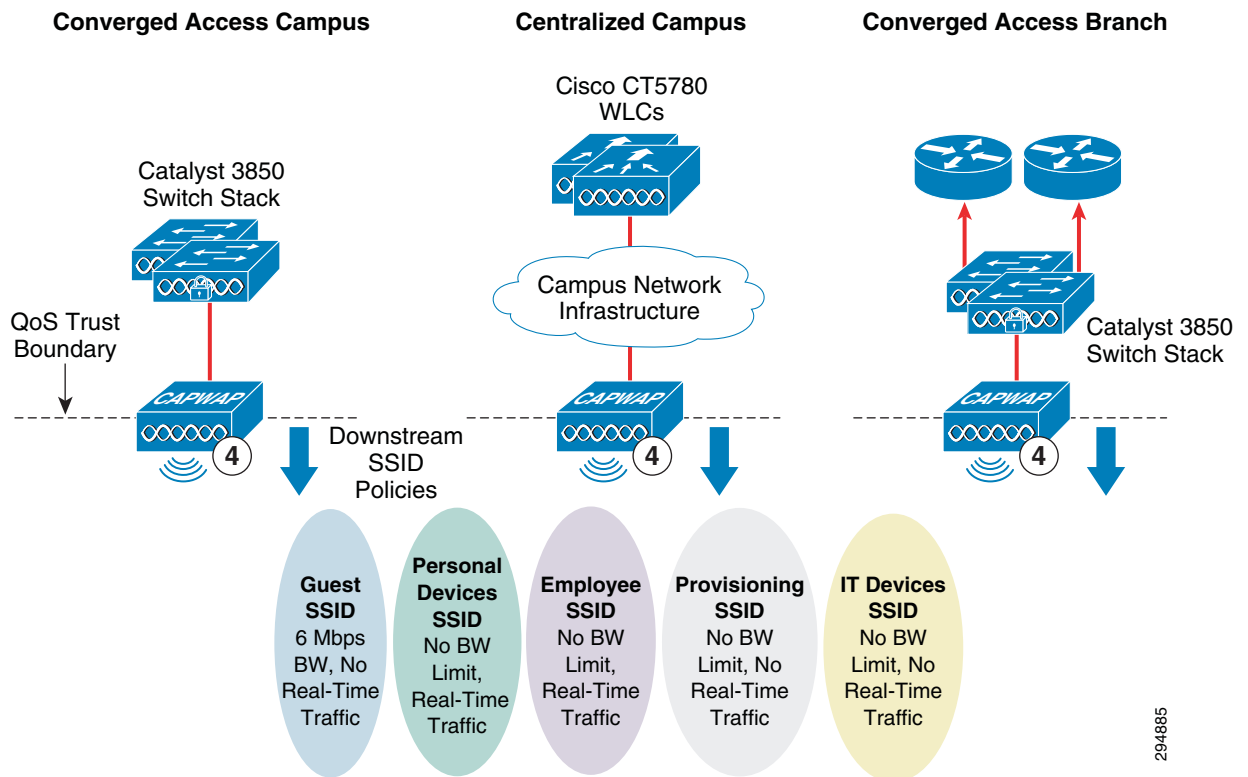 Converged Access Campus
Centralized Campus
Converged Access Branch
Cisco CT5780
WLCs
Catalyst 3850
Switch Stack
Campus Network
Infrastructure
QoS Trust
Boundary
Catalyst 3850
Switch Stack
CAPWAP
CAPWAP
CAPWAP
4
4
4
Downstream
SSID
Policies
Guest
SSID
6 Mbps
BW, No
Real-Time
Traffic
Personal
Devices
SSID
No BW
Limit,
Real-Time
Traffic
Employee
SSID
No BW
Limit,
Real-Time
Traffic
Provisioning
SSID
No BW
Limit, No
Real-Time
Traffic
IT Devices
SSID
No BW
Limit, No
Real-Time
Traffic
294885